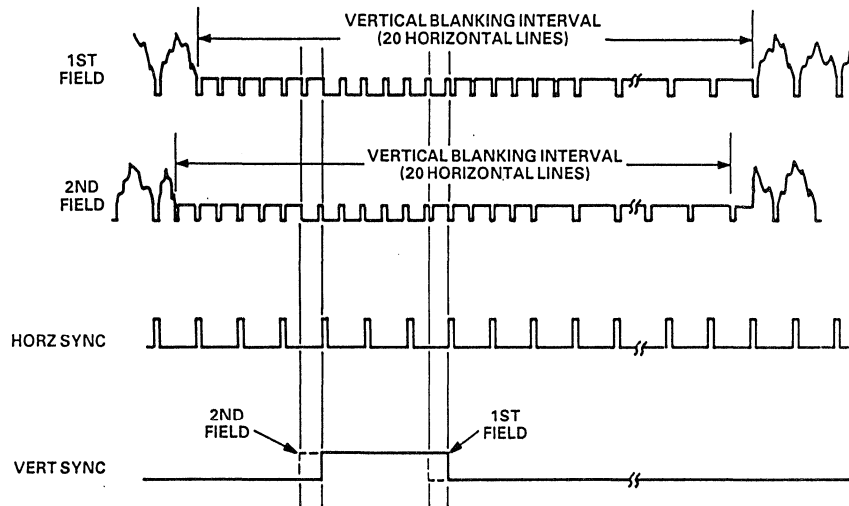 VERTICAL BLANKING INTERVAL
(20 HORIZONTAL LINES)
1ST
FIELD
VERTICAL BLANKING INTERVAL
(20 HORIZONTAL LINES)
2ND
FIELD
HORZ SYNC
2ND
FIELD
1ST
FIELD
VERT SYNC